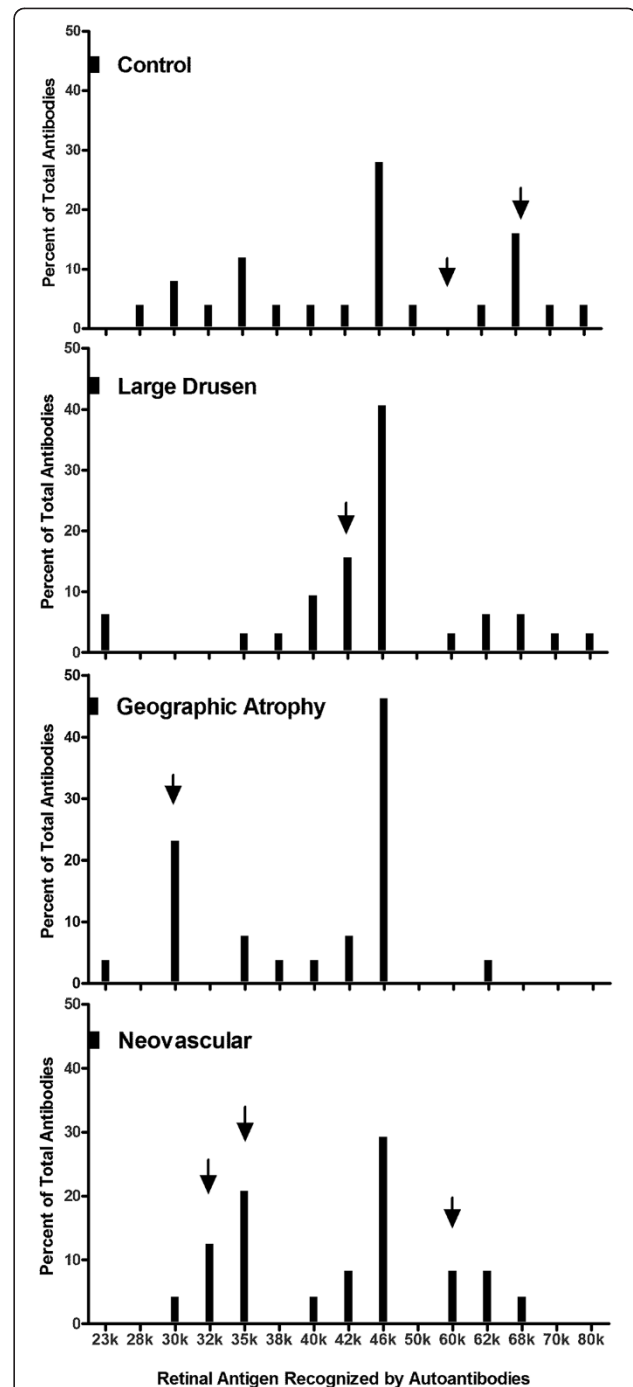 Control
Percent of Total Antibodies
50
40
30
20
10
0
Large Drusen
Percent of Total Antibodies
50
40
30
20
10
0
Geographic Atrophy
Percent of Total Antibodies
50
40
30
20
10
0
Neovascular
Percent of Total Antibodies
50
40
30
20
10
0
23k 28k 30k 32k 35k 38k 40k 42k 46k 50k 60k 62k 68k 70k 80k
Retinal Antigen Recognized by Autoantibodies